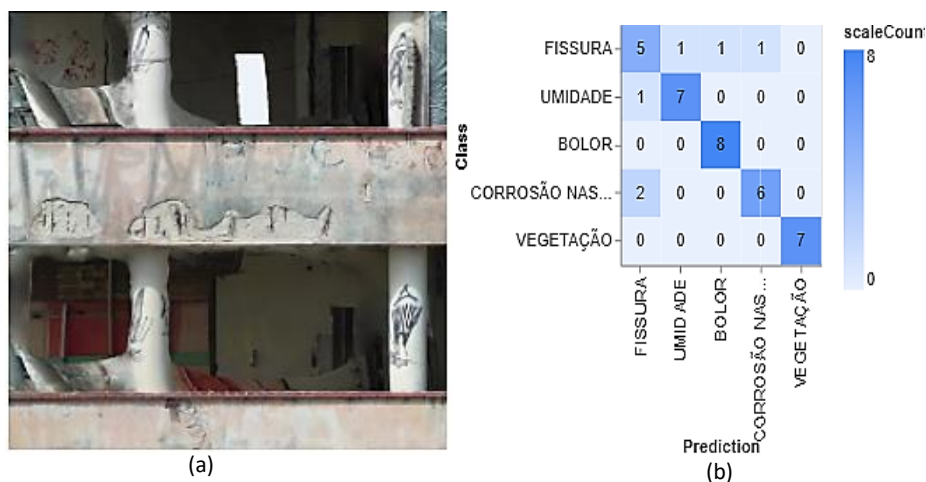 scaleCount
8
0
Class
FISSURA 5 1 1 1 0
UMIDADE 1 7 0 0 0
BOLOR 0 0 8 0 0
CORROSÃO NAS... 2 0 0 6 0
VEGETAÇÃO 0 0 0 0 7
FISSURA
UMIDADE
BOLOR
CORROSÃO NAS...
VEGETAÇÃO
Prediction
(a)
(b)